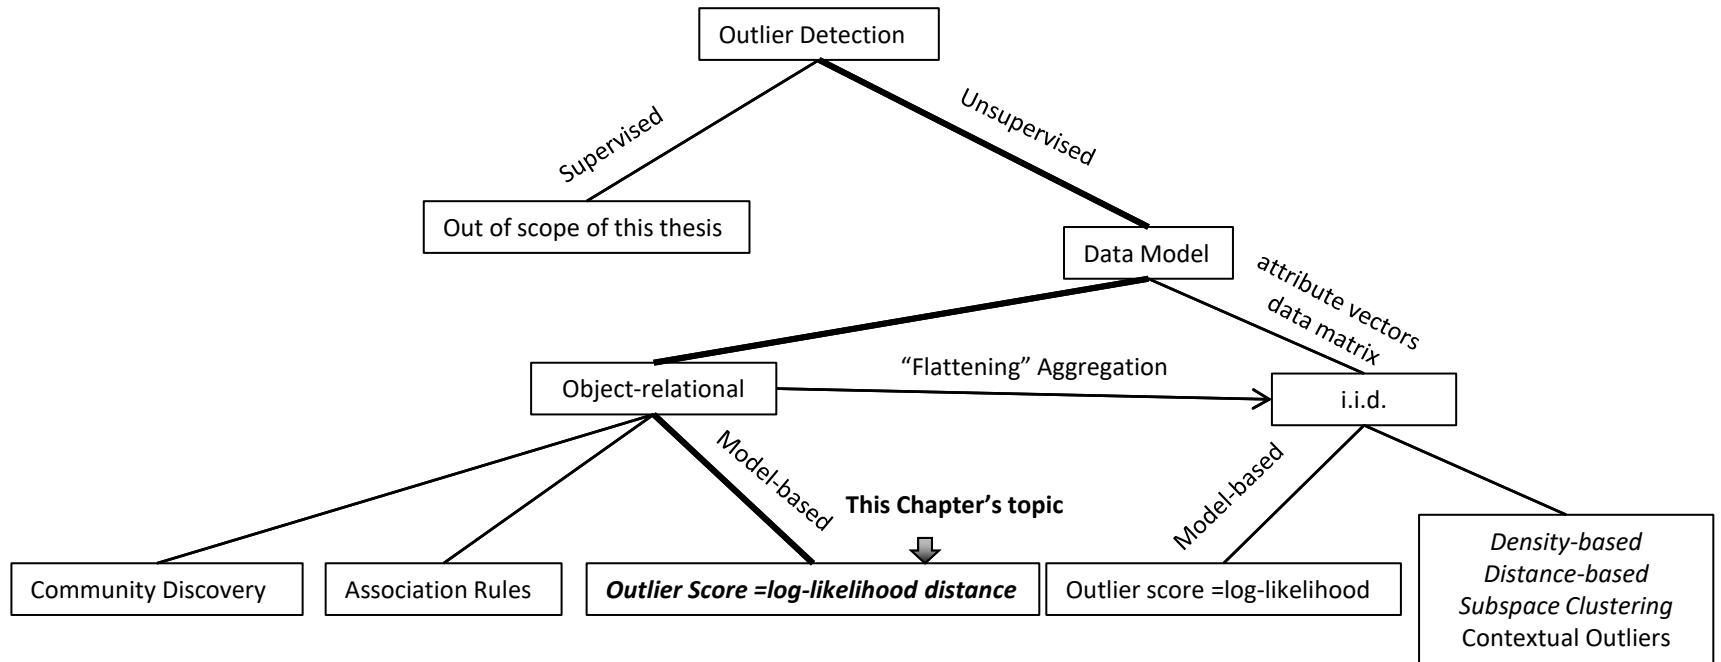 Outlier Detection
Supervised
Unsupervised
Out of scope of this thesis
Data Model
attribute vectors
data matrix
“Flattening” Aggregation
Object-relational
i.i.d.
Model-based
This Chapter’s topic
Model-based
Community Discovery
Association Rules
Outlier Score =log-likelihood distance
Outlier score =log-likelihood
Density-based
Distance-based
Subspace Clustering
Contextual Outliers